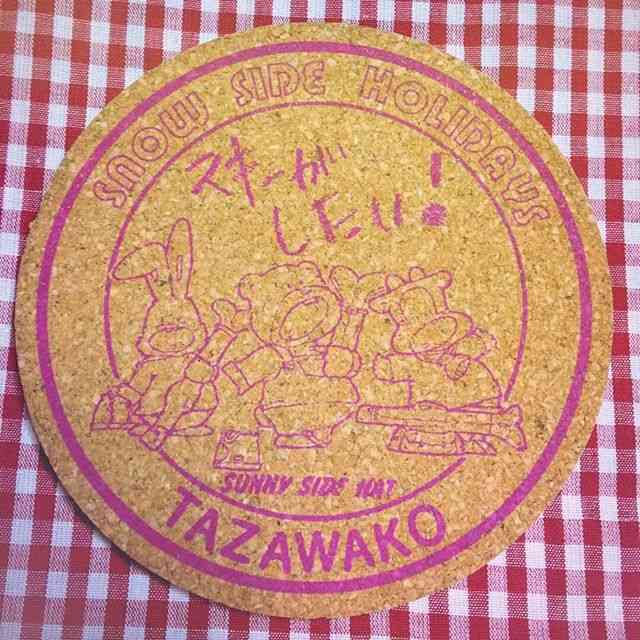 SNOW SIDE HOLIDAYS
スキーが
したい!
SUNNY SIDE HAT
TAZAWAKO